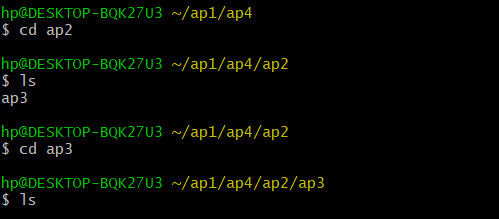 hp@DESKTOP-BQK27U3 ~/ap1/ap4
$ cd ap2
hp@DESKTOP-BQK27U3 ~/ap1/ap4/ap2
$ ls
ap3
hp@DESKTOP-BQK27U3 ~/ap1/ap4/ap2
$ cd ap3
hp@DESKTOP-BQK27U3 ~/ap1/ap4/ap2/ap3
$ ls